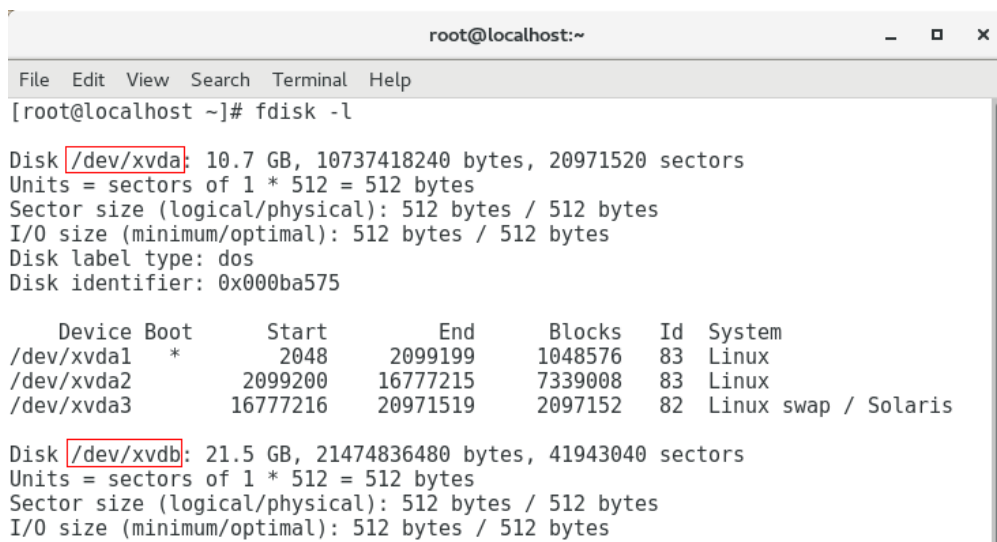 root@localhost:~
File Edit View Search Terminal Help
[root@localhost ~]# fdisk -l
Disk /dev/xvda: 10.7 GB, 10737418240 bytes, 20971520 sectors
Units = sectors of 1 * 512 = 512 bytes
Sector size (logical/physical): 512 bytes / 512 bytes
I/O size (minimum/optimal): 512 bytes / 512 bytes
Disk label type: dos
Disk identifier: 0x000ba575
Device Boot Start End Blocks Id System
/dev/xvda1 * 2048 2099199 1048576 83 Linux
/dev/xvda2 2099200 16777215 7339008 83 Linux
/dev/xvda3 16777216 20971519 2097152 82 Linux swap / Solaris
Disk /dev/xvdb: 21.5 GB, 21474836480 bytes, 41943040 sectors
Units = sectors of 1 * 512 = 512 bytes
Sector size (logical/physical): 512 bytes / 512 bytes
I/O size (minimum/optimal): 512 bytes / 512 bytes